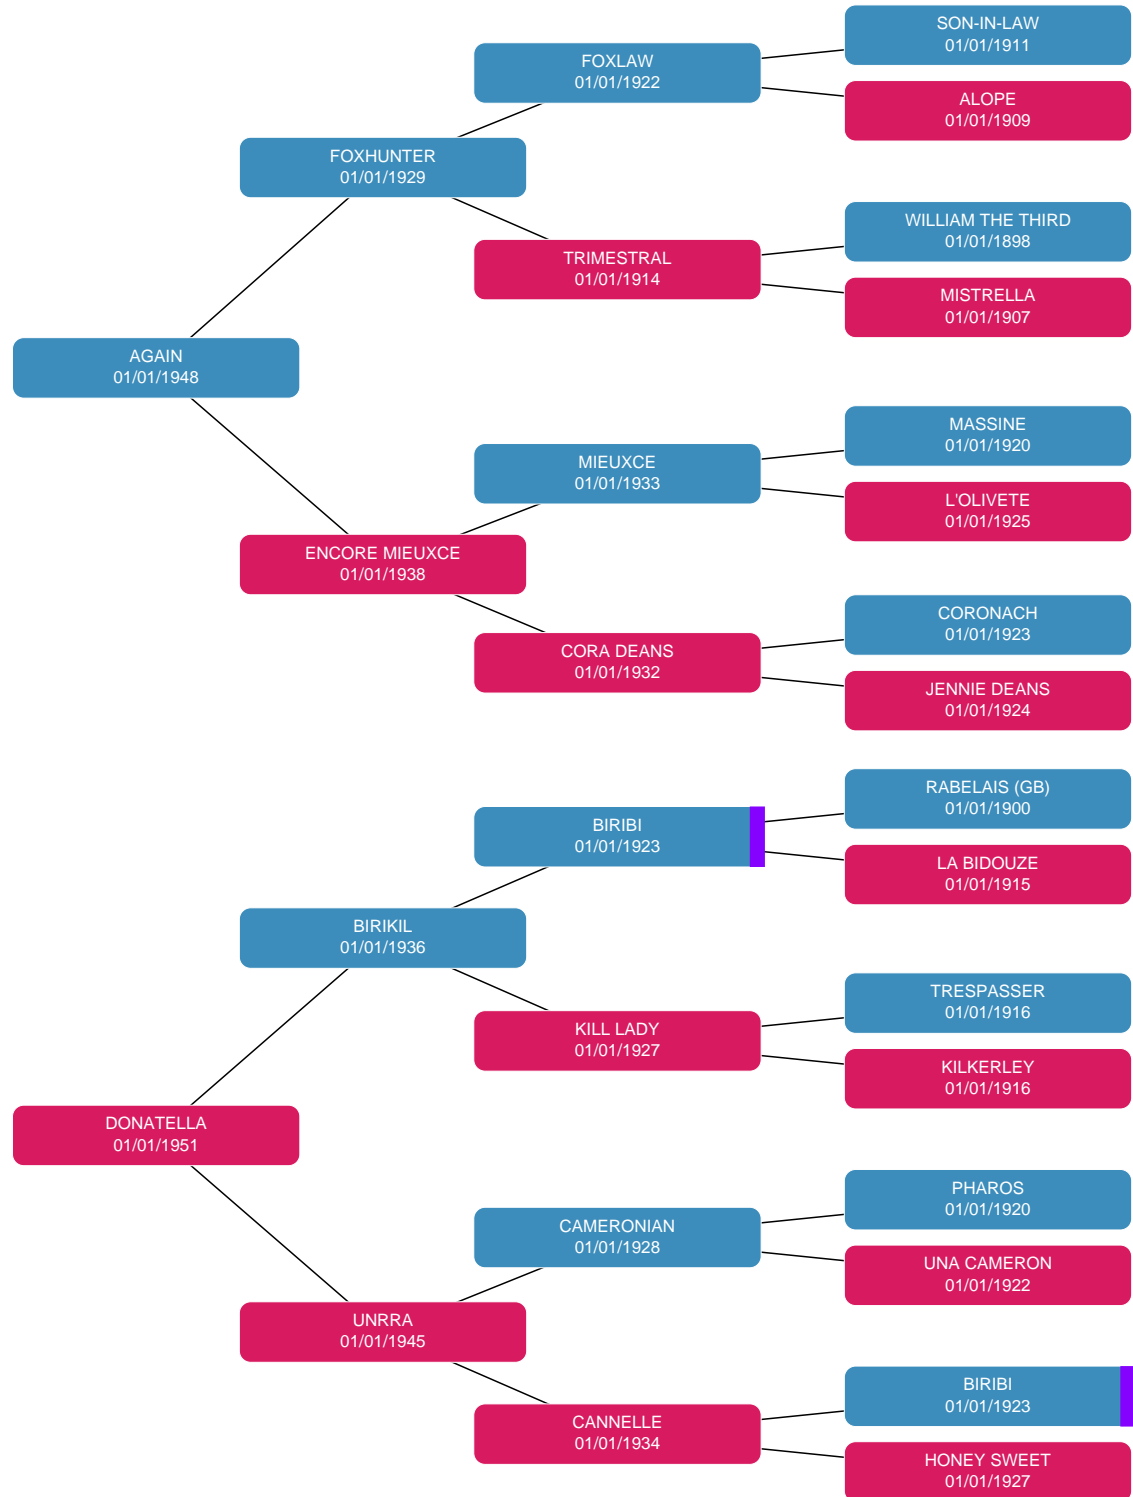 SON-IN-LAW
01/01/1911
FOXLAW
01/01/1922
ALOPE
01/01/1909
FOXHUNTER
01/01/1929
WILLIAM THE THIRD
01/01/1898
TRIMESTRAL
01/01/1914
MISTRELLA
01/01/1907
AGAIN
01/01/1948
MASSINE
01/01/1920
MIEUXCE
01/01/1933
L'OLIVETE
01/01/1925
ENCORE MIEUXCE
01/01/1938
CORONACH
01/01/1923
CORA DEANS
01/01/1932
JENNIE DEANS
01/01/1924
RABELAIS (GB)
01/01/1900
BIRIBI
01/01/1923
LA BIDOUZE
01/01/1915
BIRIKIL
01/01/1936
TRESPASSER
01/01/1916
KILL LADY
01/01/1927
KILKERLEY
01/01/1916
DONATELLA
01/01/1951
PHAROS
01/01/1920
CAMERONIAN
01/01/1928
UNA CAMERON
01/01/1922
UNRRA
01/01/1945
BIRIBI
01/01/1923
CANNELLE
01/01/1934
HONEY SWEET
01/01/1927